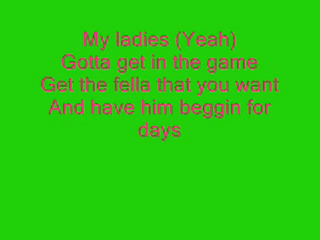 My ladies (Yeah)
Gotta get in the game
Get the fella that you want
And have him beggin for
days